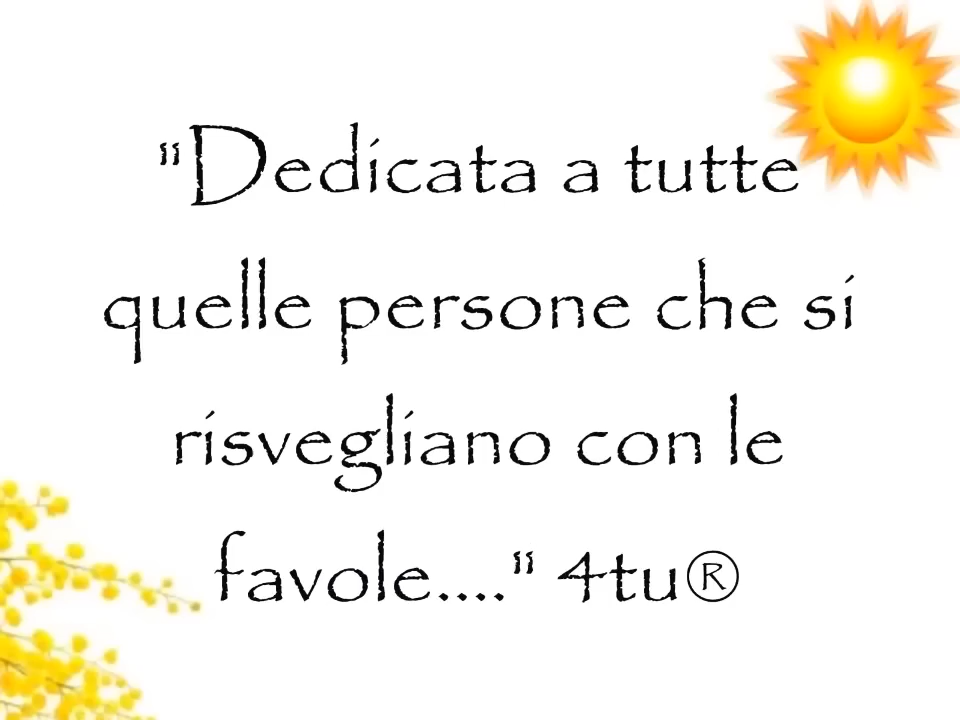 "Dedicata a tutte
quelle persone che si
risvegliano con le
favole...." 4tu®